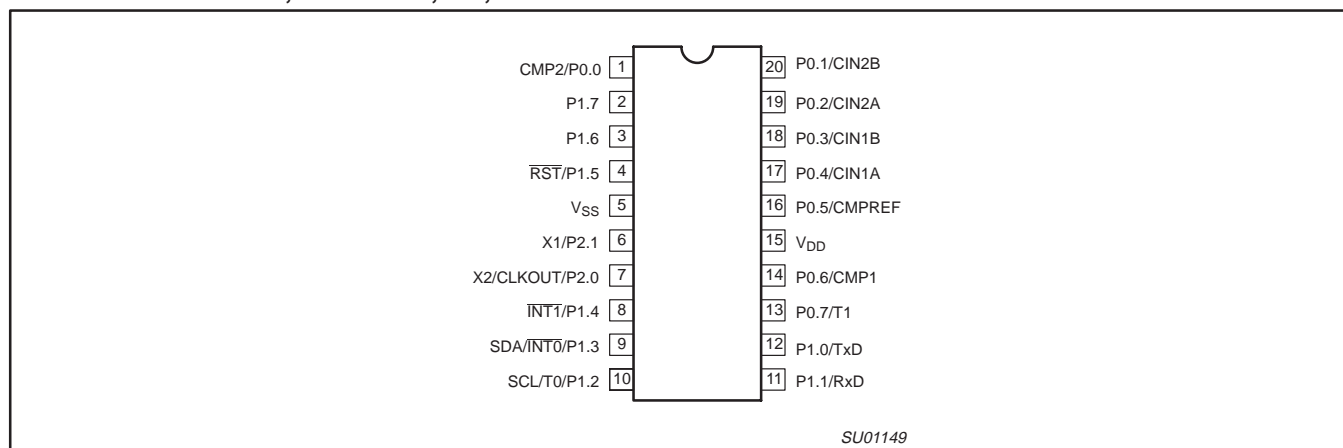 CMP2/P0.0 1 20 P0.1/CIN2B
P1.7 2 19 P0.2/CIN2A
P1.6 3 18 P0.3/CIN1B
R̅S̅T̅/P1.5 4 17 P0.4/CIN1A
VSS 5 16 P0.5/CMPREF
X1/P2.1 6 15 VDD
X2/CLKOUT/P2.0 7 14 P0.6/CMP1
I̅N̅T̅1̅/P1.4 8 13 P0.7/T1
SDA/I̅N̅T̅0̅/P1.3 9 12 P1.0/TxD
SCL/T0/P1.2 10 11 P1.1/RxD
SU01149